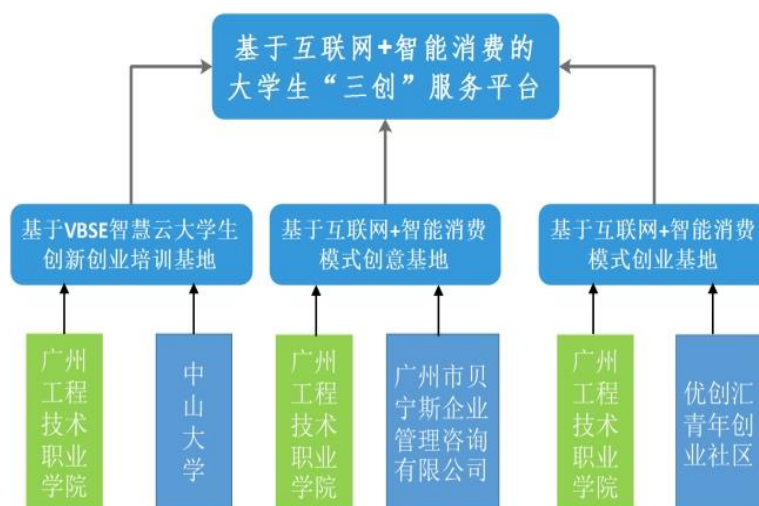 基于互联网+智能消费的
大学生“三创”服务平台
基于VBSE智慧云大学生
创新创业培训基地
基于互联网+智能消费
模式创意基地
基于互联网+智能消费
模式创业基地
广州
工程
技术
职业
学院
中
山
大
学
广州
工程
技术
职业
学院
广州市贝
宁斯企业
管理咨询
有限公司
广州
工程
技术
职业
学院
优创汇
青年创
业社区